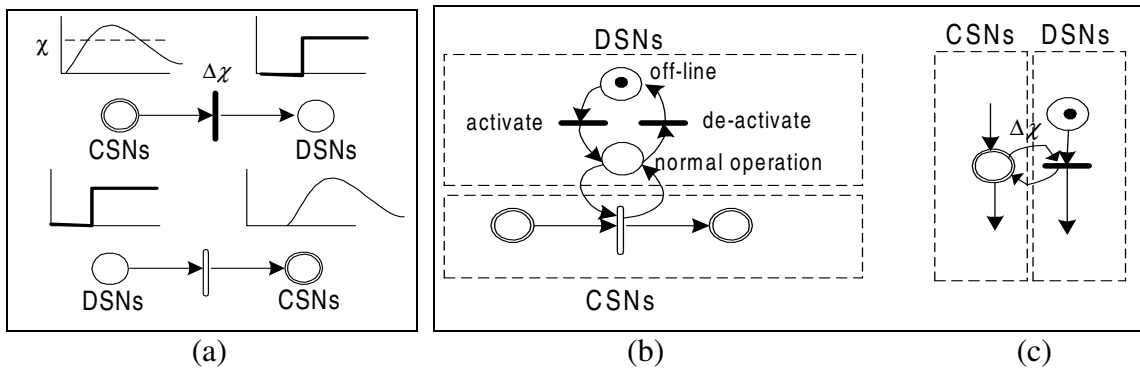 χ
Δχ
CSNs
DSNs
DSNs
CSNs
(a)
DSNs
off-line
activate
de-activate
normal operation
CSNs
(b)
CSNs
DSNs
Δχ
(c)